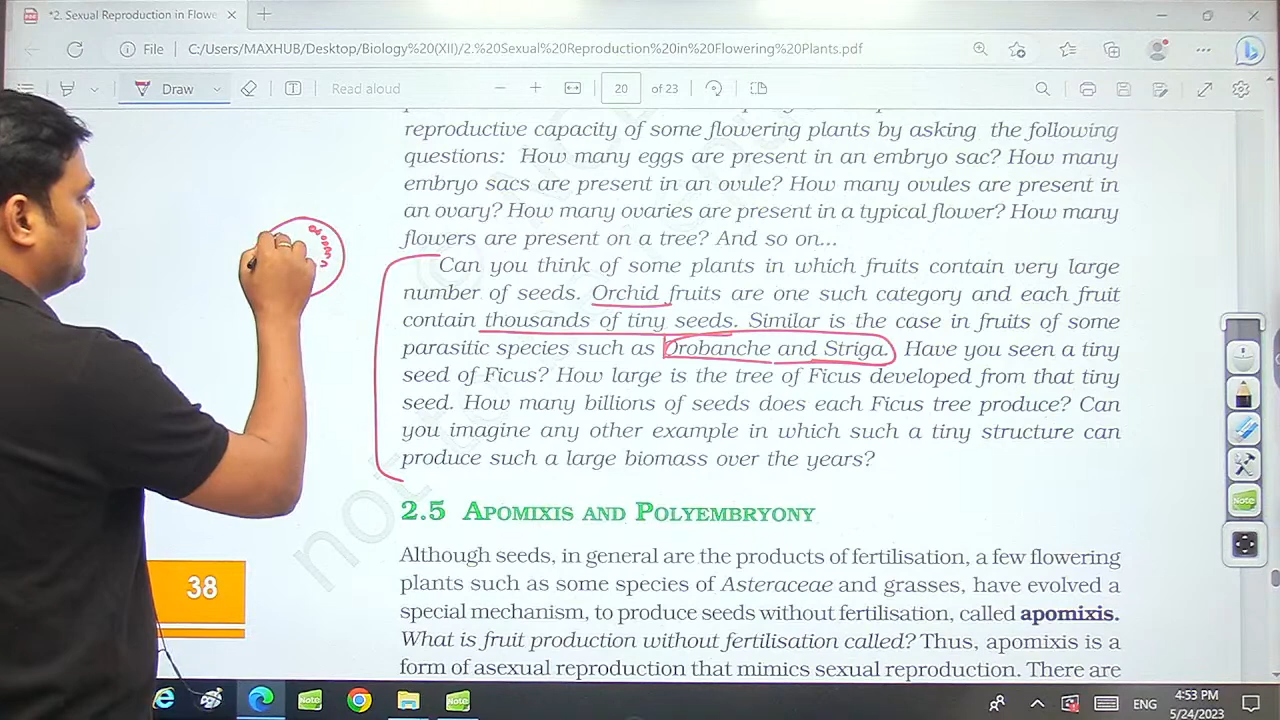 *2. Sexual Reproduction in Flowe
File
C:/Users/MAXHUB/Desktop/Biology%20(XII)/2.%20Sexual%20Reproduction%20in%20Flowering%20Plants.pdf
Draw
Read aloud
20 of 23
reproductive capacity of some flowering plants by asking the following
questions: How many eggs are present in an embryo sac? How many
embryo sacs are present in an ovule? How many ovules are present in
an ovary? How many ovaries are present in a typical flower? How many
flowers are present on a tree? And so on...
Can you think of some plants in which fruits contain very large
number of seeds. Orchid fruits are one such category and each fruit
contain thousands of tiny seeds. Similar is the case in fruits of some
parasitic species such as Orobanche and Striga. Have you seen a tiny
seed of Ficus? How large is the tree of Ficus developed from that tiny
seed. How many billions of seeds does each Ficus tree produce? Can
you imagine any other example in which such a tiny structure can
produce such a large biomass over the years?
2.5 APOMIXIS AND POLYEMBRYONY
Although seeds, in general are the products of fertilisation, a few flowering
plants such as some species of Asteraceae and grasses, have evolved a
special mechanism, to produce seeds without fertilisation, called apomixis.
What is fruit production without fertilisation called? Thus, apomixis is a
form of asexual reproduction that mimics sexual reproduction. There are
38
Note
Note
Note
ENG
4:53 PM
5/24/2023